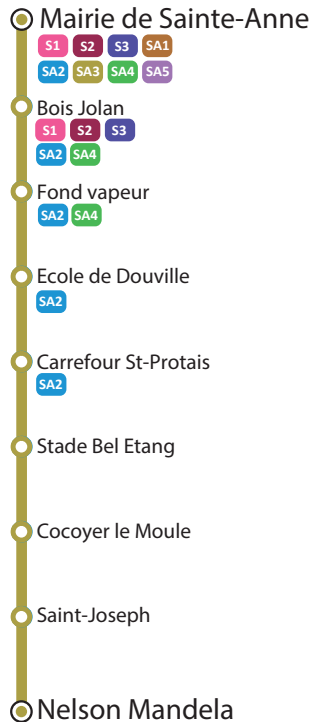 Mairie de Sainte-Anne
S1 S2 S3 SA1
SA2 SA3 SA4 SA5
Bois Jolan
S1 S2 S3
SA2 SA4
Fond vapeur
SA2 SA4
Ecole de Douville
SA2
Carrefour St-Protais
SA2
Stade Bel Etang
Cocoyer le Moule
Saint-Joseph
Nelson Mandela